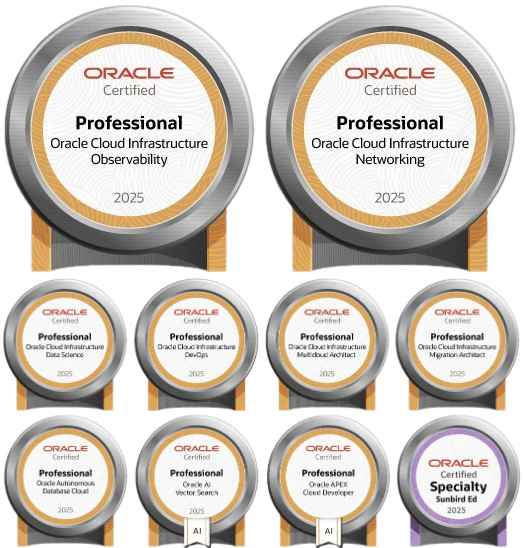 ORACLE
Certified
Professional
Oracle Cloud Infrastructure
Observability
2025
ORACLE
Certified
Professional
Oracle Cloud Infrastructure
Networking
2025
ORACLE
Certified
Professional
Oracle Cloud Infrastructure
Data Science
2025
ORACLE
Certified
Professional
Oracle Cloud Infrastructure
DevOps
2025
ORACLE
Certified
Professional
Oracle Cloud Infrastructure
Multicloud Architect
2025
ORACLE
Certified
Professional
Oracle Cloud Infrastructure
Migration Architect
2025
ORACLE
Certified
Professional
Oracle Autonomous
Database Cloud
2025
ORACLE
Certified
Professional
Oracle AI
Vector Search
2025
AI
ORACLE
Certified
Professional
Oracle APEX
Cloud Developer
2025
AI
ORACLE
Certified
Specialty
Sunbird Ed
2025